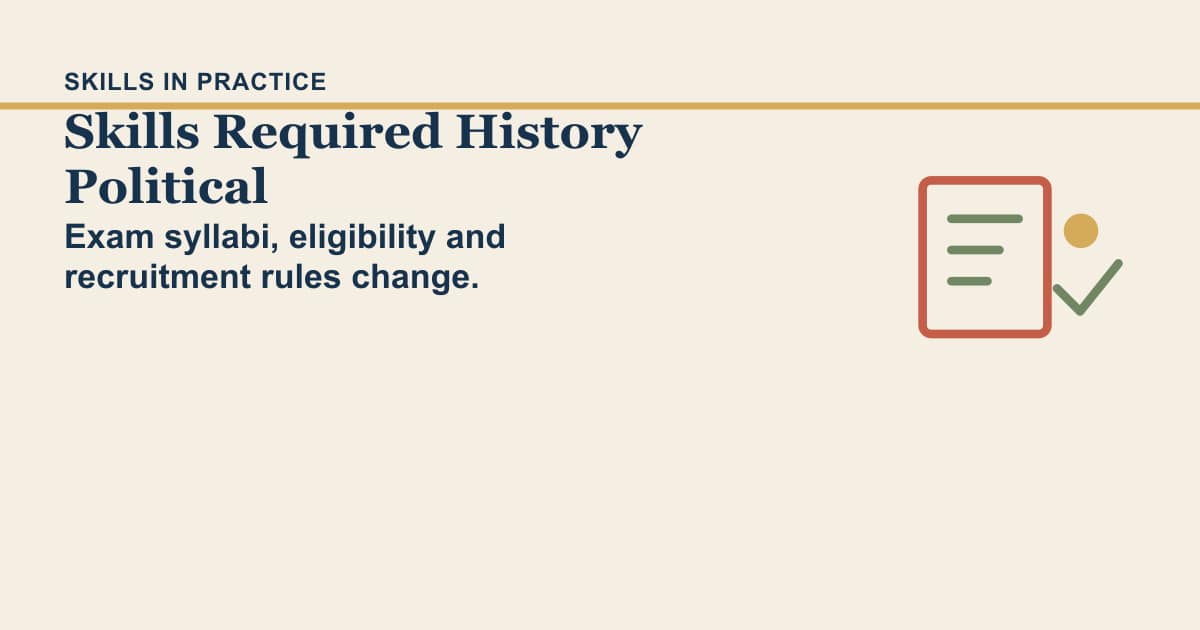 SKILLS IN PRACTICE
Skills Required History
Political
Exam syllabi, eligibility and
recruitment rules change.